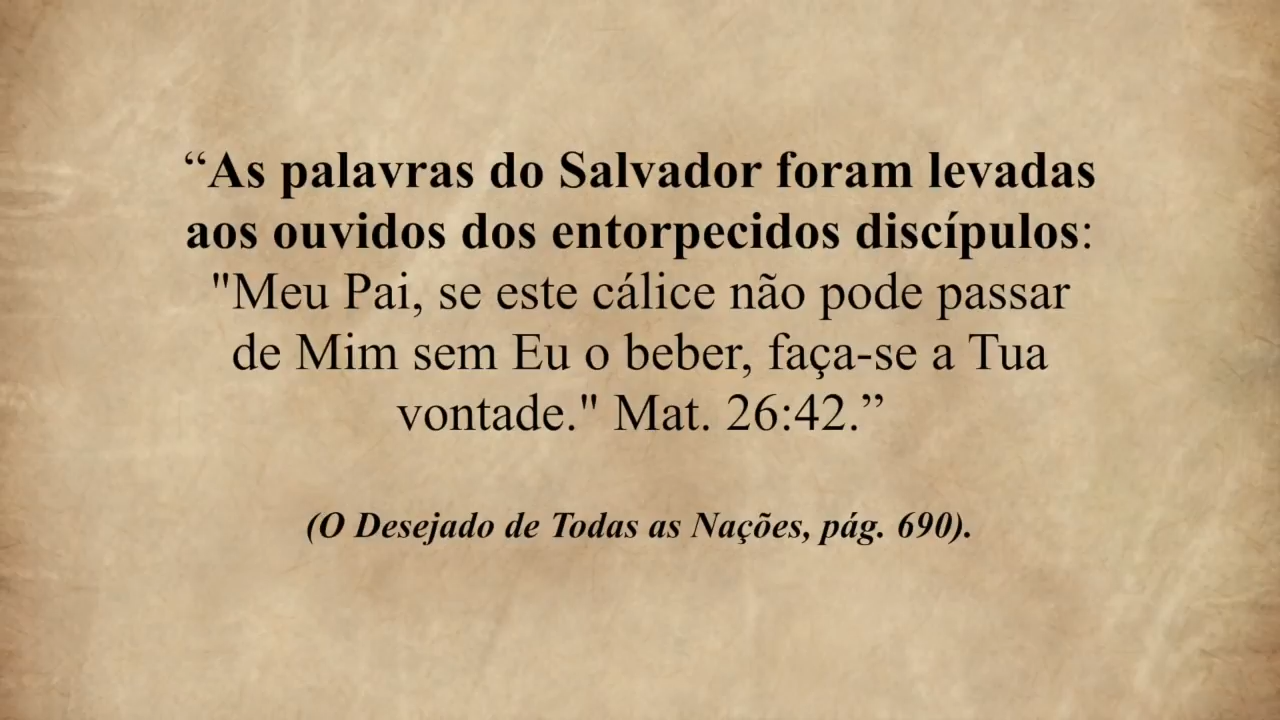 “As palavras do Salvador foram levadas
aos ouvidos dos entorpecidos discípulos:
"Meu Pai, se este cálice não pode passar
de Mim sem Eu o beber, faça-se a Tua
vontade." Mat. 26:42.”
(O Desejado de Todas as Nações, pág. 690).